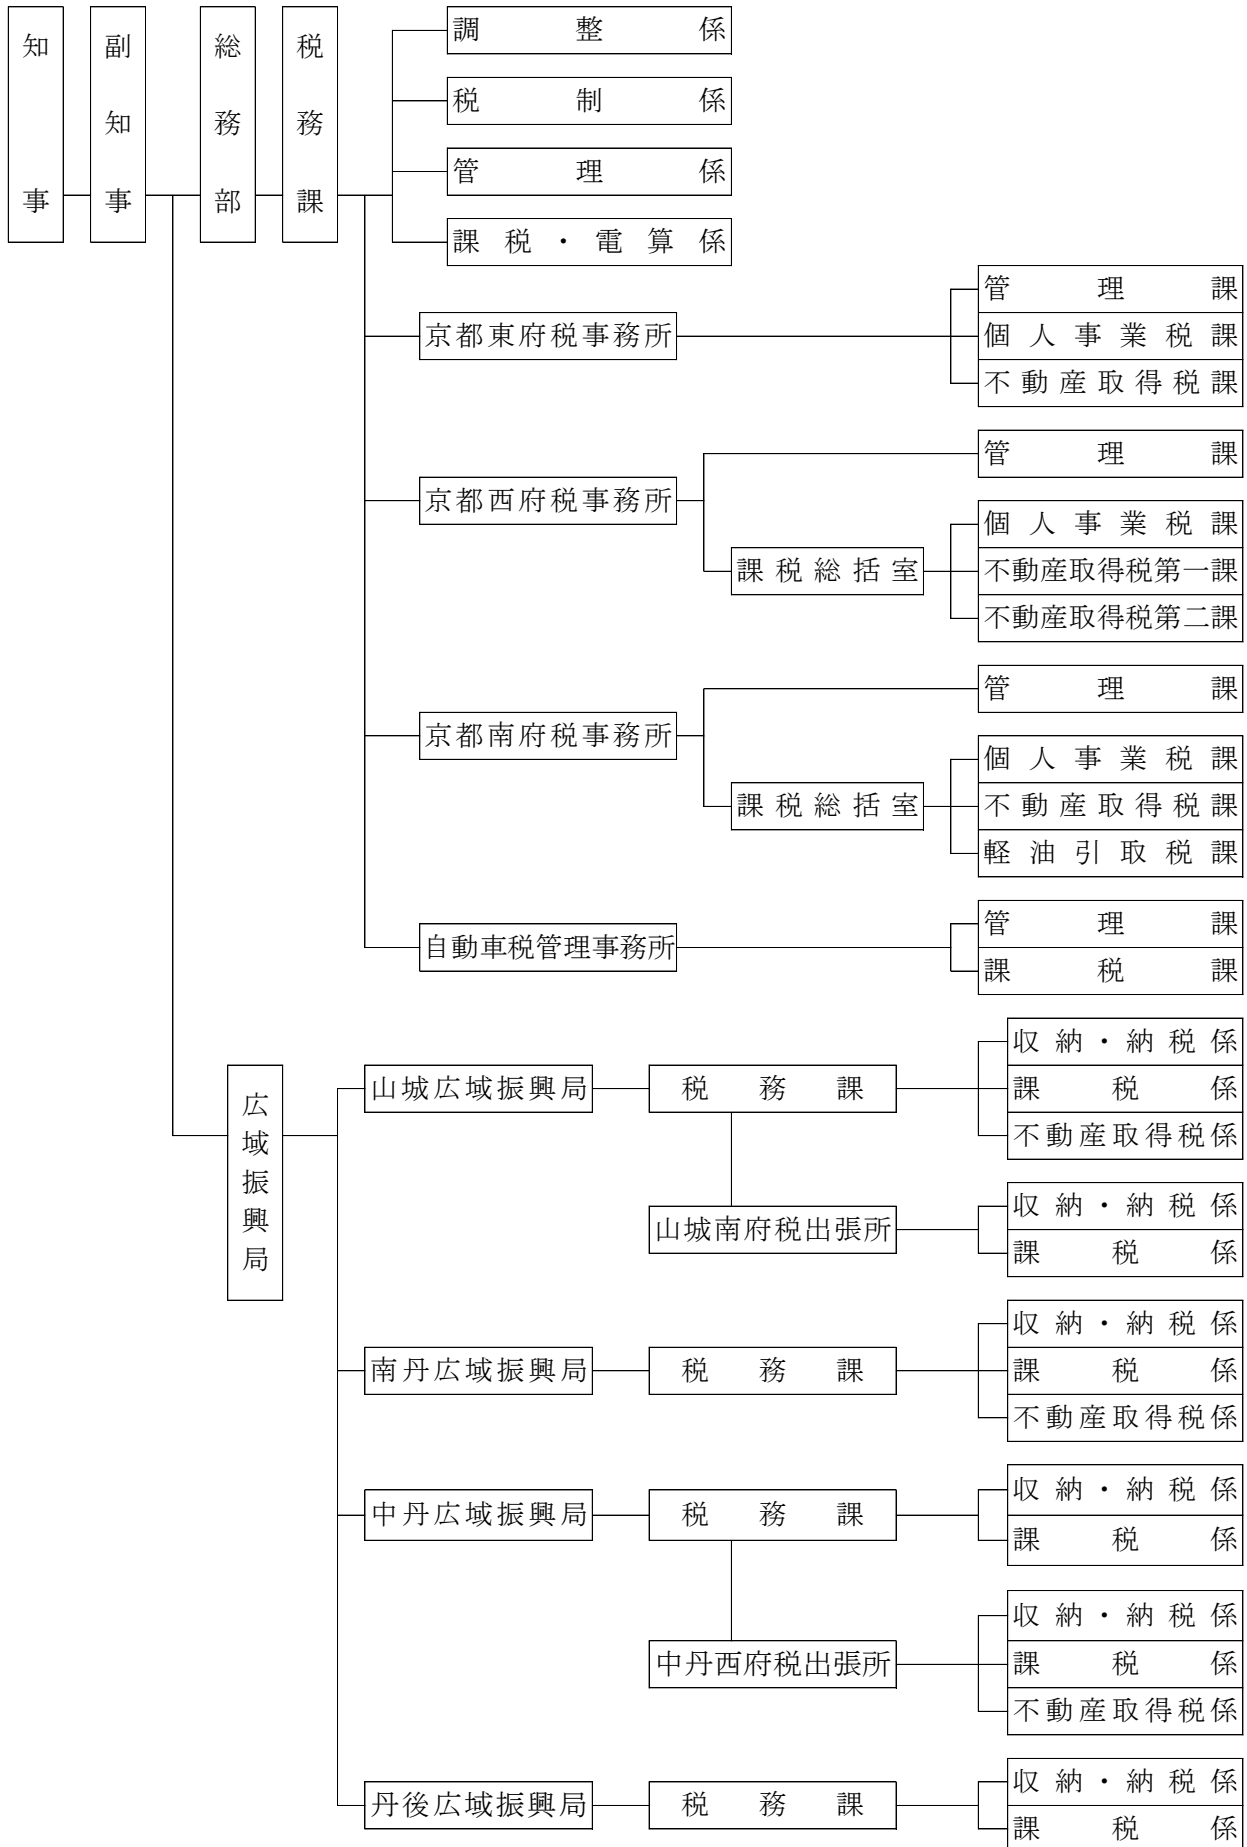 知事
副知事
総務部
税務課
調整係
税制係
管理係
課税・電算係
京都東府税事務所
管理課
個人事業税課
不動産取得税課
京都西府税事務所
管理課
課税総括室
個人事業税課
不動産取得税第一課
不動産取得税第二課
京都南府税事務所
管理課
課税総括室
個人事業税課
不動産取得税課
軽油引取税課
自動車税管理事務所
管理課
課税課
広域振興局
山城広域振興局
税務課
収納・納税係
課税係
不動産取得税係
山城南府税出張所
収納・納税係
課税係
南丹広域振興局
税務課
収納・納税係
課税係
不動産取得税係
中丹広域振興局
税務課
収納・納税係
課税係
中丹西府税出張所
収納・納税係
課税係
不動産取得税係
丹後広域振興局
税務課
収納・納税係
課税係